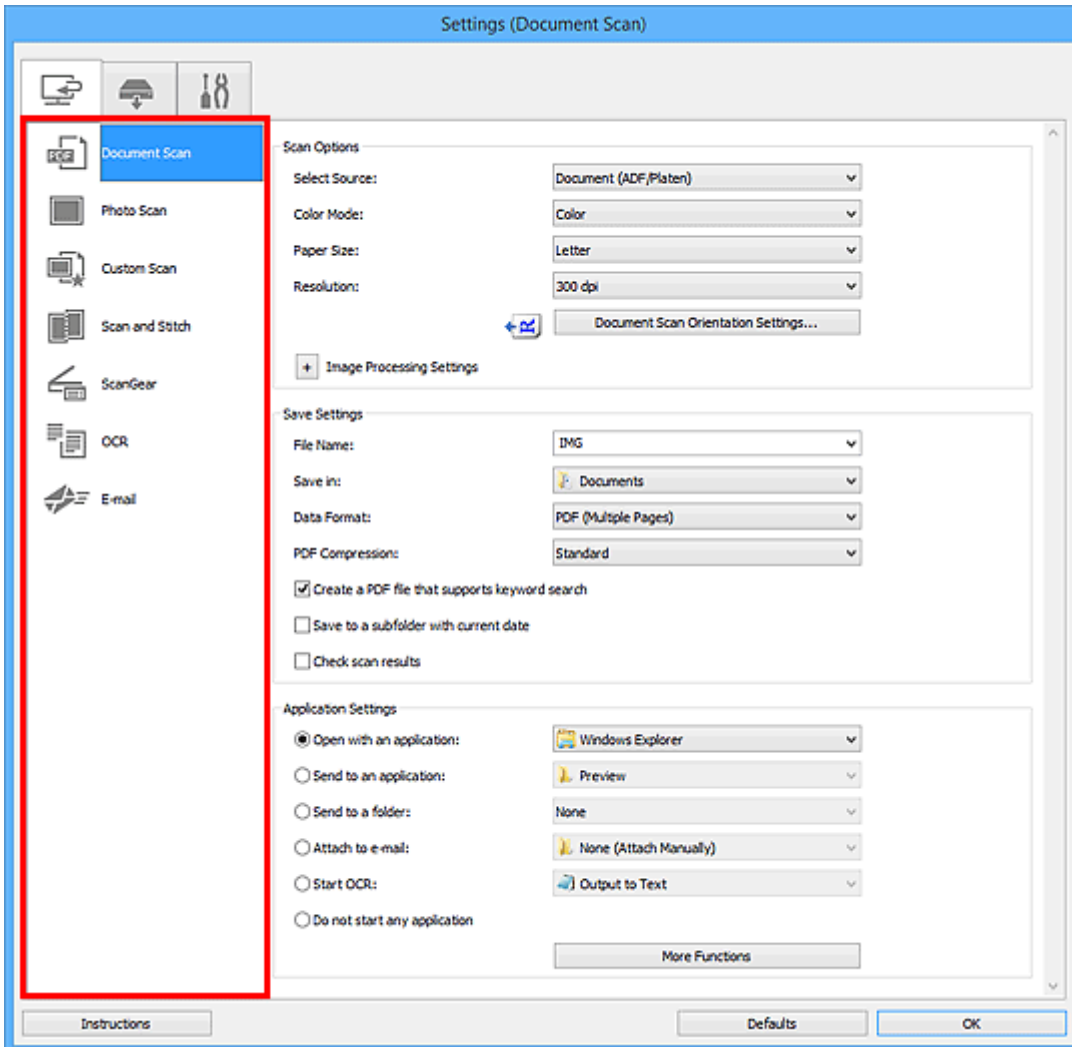 Settings (Document Scan)
Document Scan
Photo Scan
Custom Scan
Scan and Stitch
ScanGear
OCR
E-mail
Scan Options
Select Source: Document (ADF/Platen)
Color Mode: Color
Paper Size: Letter
Resolution: 300 dpi
Document Scan Orientation Settings...
+ Image Processing Settings
Save Settings
File Name: IMG
Save in: Documents
Data Format: PDF (Multiple Pages)
PDF Compression: Standard
Create a PDF file that supports keyword search
Save to a subfolder with current date
Check scan results
Application Settings
Open with an application: Windows Explorer
Send to an application: Preview
Send to a folder: None
Attach to e-mail: None (Attach Manually)
Start OCR: Output to Text
Do not start any application
More Functions
Instructions Defaults OK